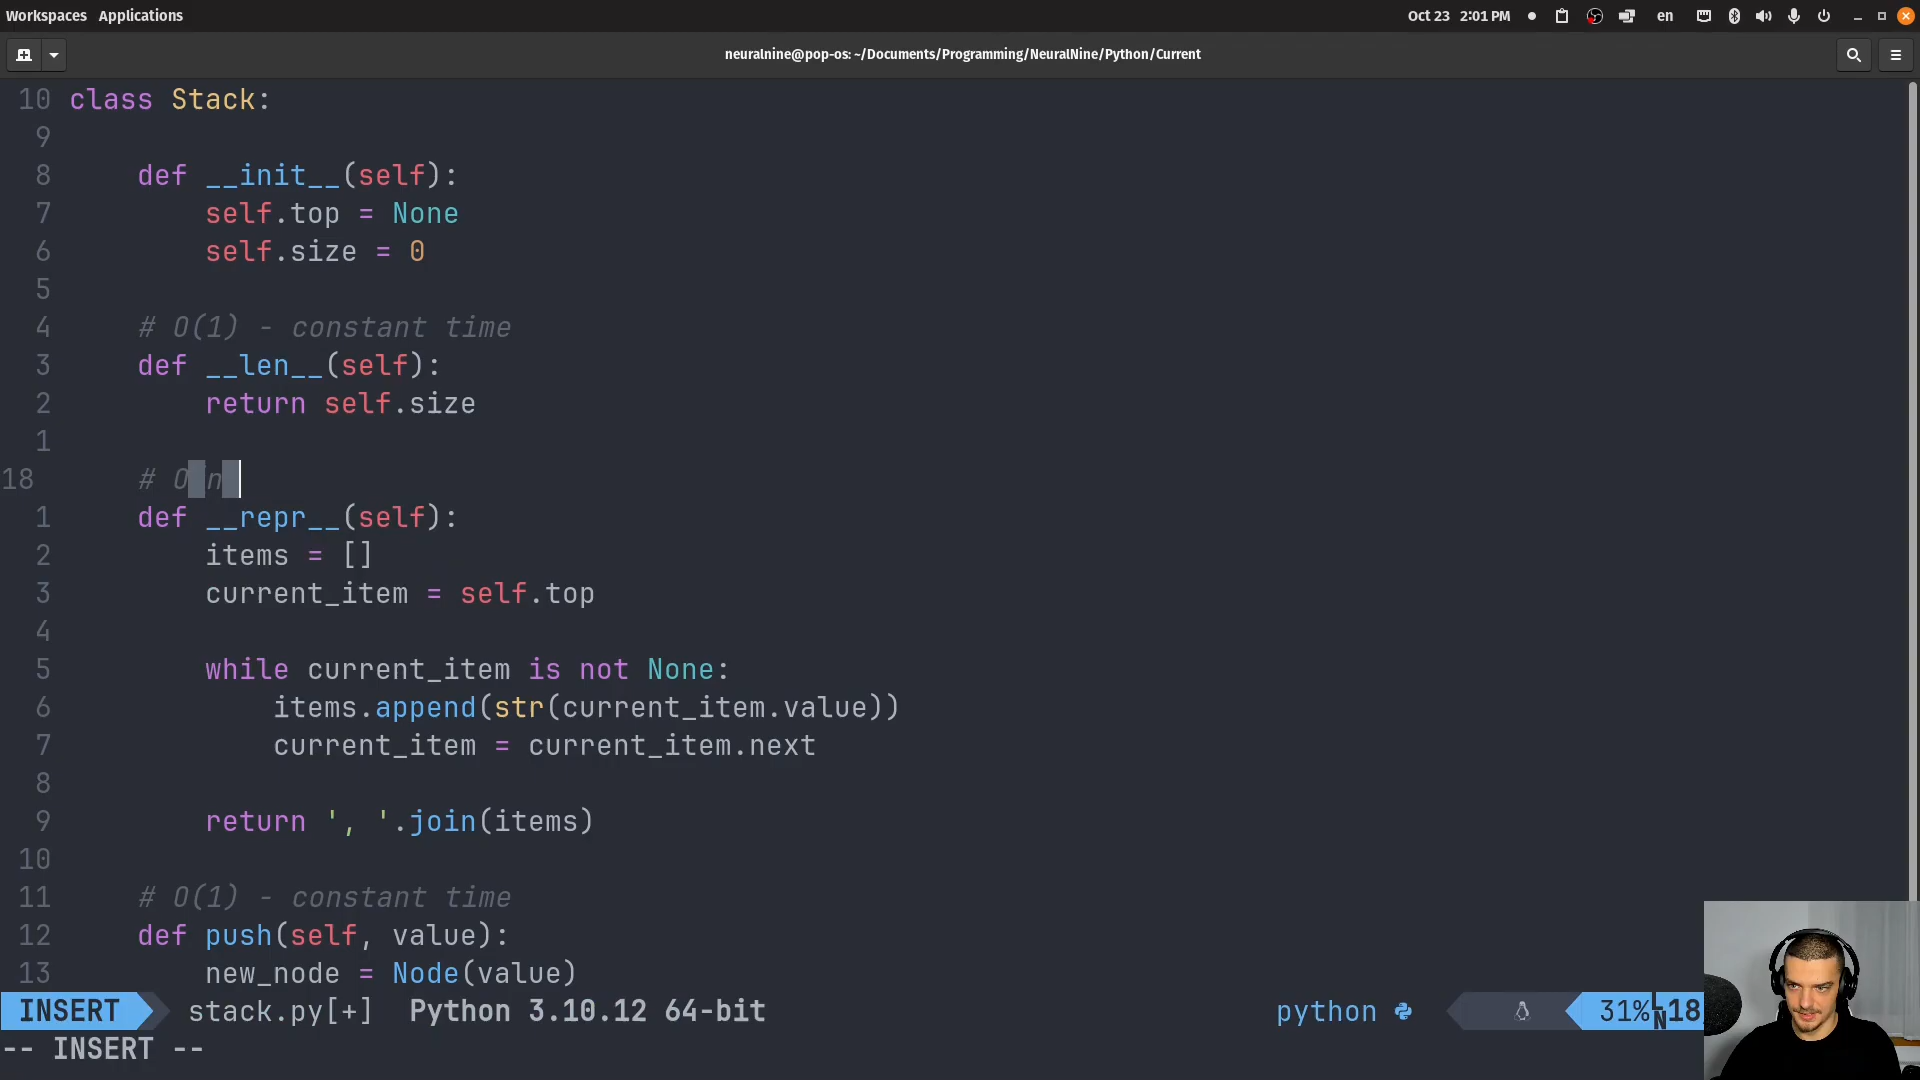 Workspaces Applications Oct 23 2:01 PM en
neuralnine@pop-os: ~/Documents/Programming/NeuralNine/Python/Current
10 class Stack:
9
8 def __init__(self):
7 self.top = None
6 self.size = 0
5
4 # O(1) - constant time
3 def __len__(self):
2 return self.size
1
18 # O(n)
1 def __repr__(self):
2 items = []
3 current_item = self.top
4
5 while current_item is not None:
6 items.append(str(current_item.value))
7 current_item = current_item.next
8
9 return ', '.join(items)
10
11 # O(1) - constant time
12 def push(self, value):
13 new_node = Node(value)
INSERT stack.py[+] Python 3.10.12 64-bit python 31% LN 18
-- INSERT --